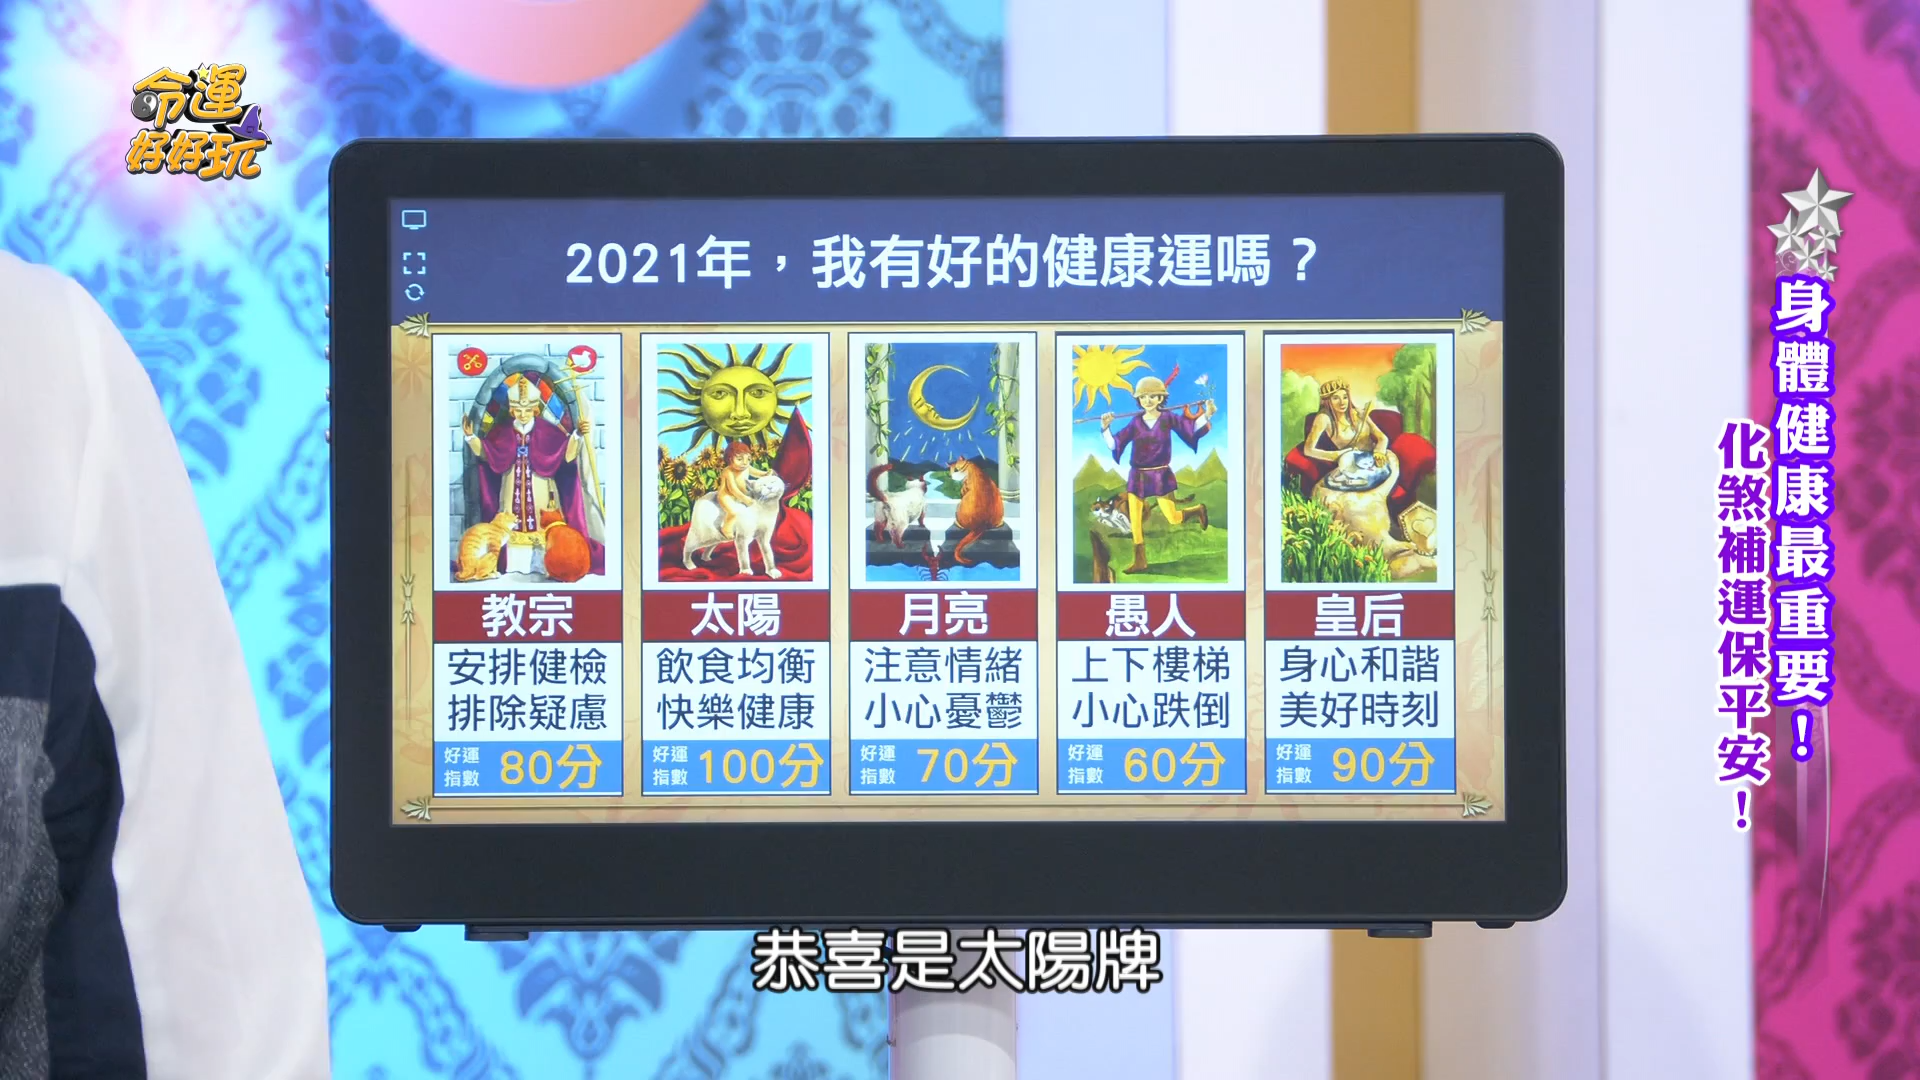 命運
好好玩
2021年，我有好的健康運嗎？
教宗
安排健檢
排除疑慮
好運
指數
80分
太陽
飲食均衡
快樂健康
好運
指數
100分
月亮
注意情緒
小心憂鬱
好運
指數
70分
愚人
上下樓梯
小心跌倒
好運
指數
60分
皇后
身心和諧
美好時刻
好運
指數
90分
身體健康最重要！
化煞補運保平安！
恭喜是太陽牌